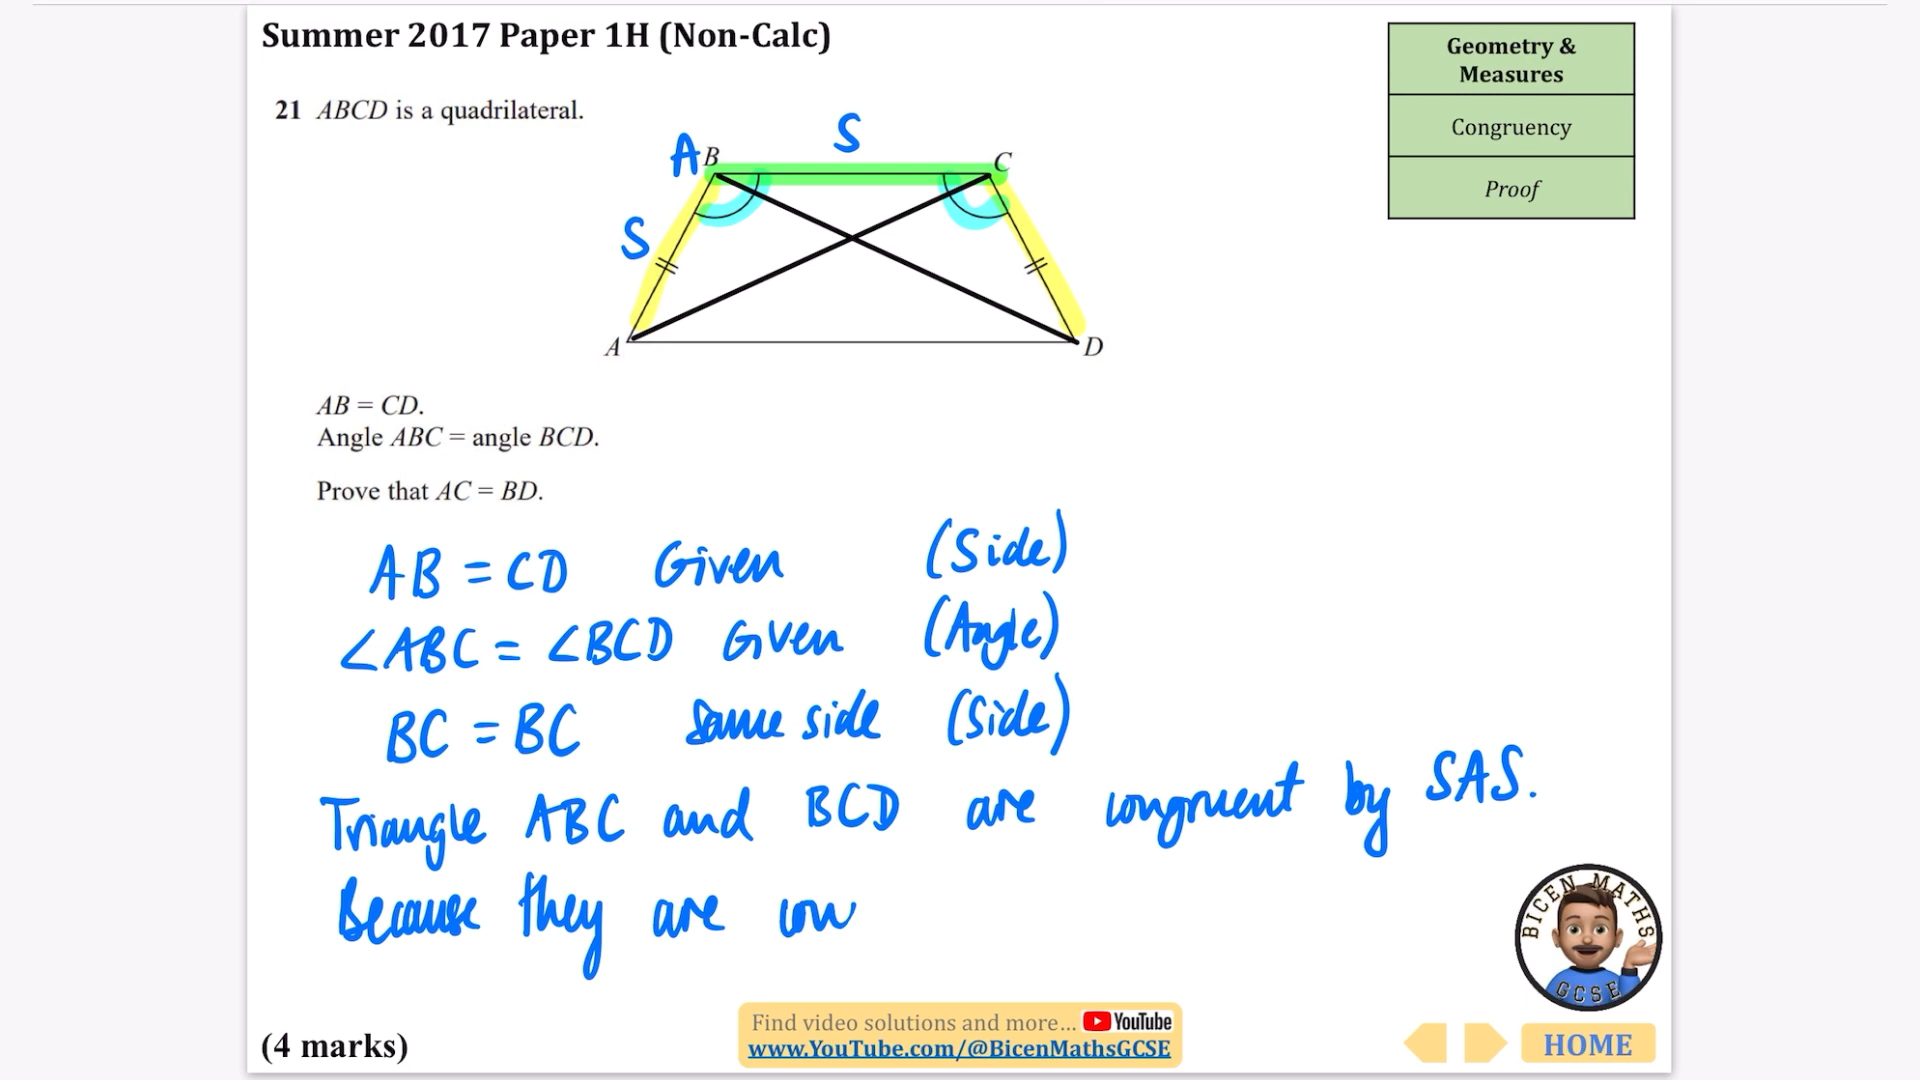 Summer 2017 Paper 1H (Non-Calc)
Geometry &
Measures
Congruency
Proof
21 ABCD is a quadrilateral.
S
A B C
S
A D
AB = CD.
Angle ABC = angle BCD.
Prove that AC = BD.
AB = CD Given (Side)
∠ABC = ∠BCD Given (Angle)
BC = BC Same side (Side)
Triangle ABC and BCD are congruent by SAS.
Because they are con
BICEN MATHS
GCSE
(4 marks)
Find video solutions and more... YouTube
www.YouTube.com/@BicenMathsGCSE
HOME